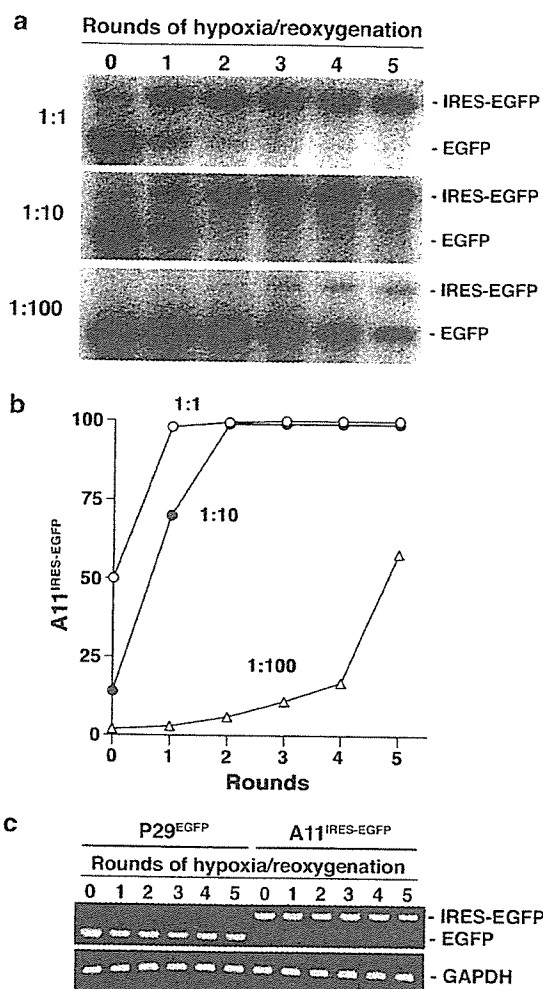 a
Rounds of hypoxia/reoxygenation
0 1 2 3 4 5
1:1
- IRES-EGFP
- EGFP
1:10
- IRES-EGFP
- EGFP
1:100
- IRES-EGFP
- EGFP
b
1:1
100
75
1:10
50
A11IRES-EGFP
25
1:100
0
0 1 2 3 4 5
Rounds
c
P29EGFP A11IRES-EGFP
Rounds of hypoxia/reoxygenation
0 1 2 3 4 5 0 1 2 3 4 5
- IRES-EGFP
- EGFP
- GAPDH